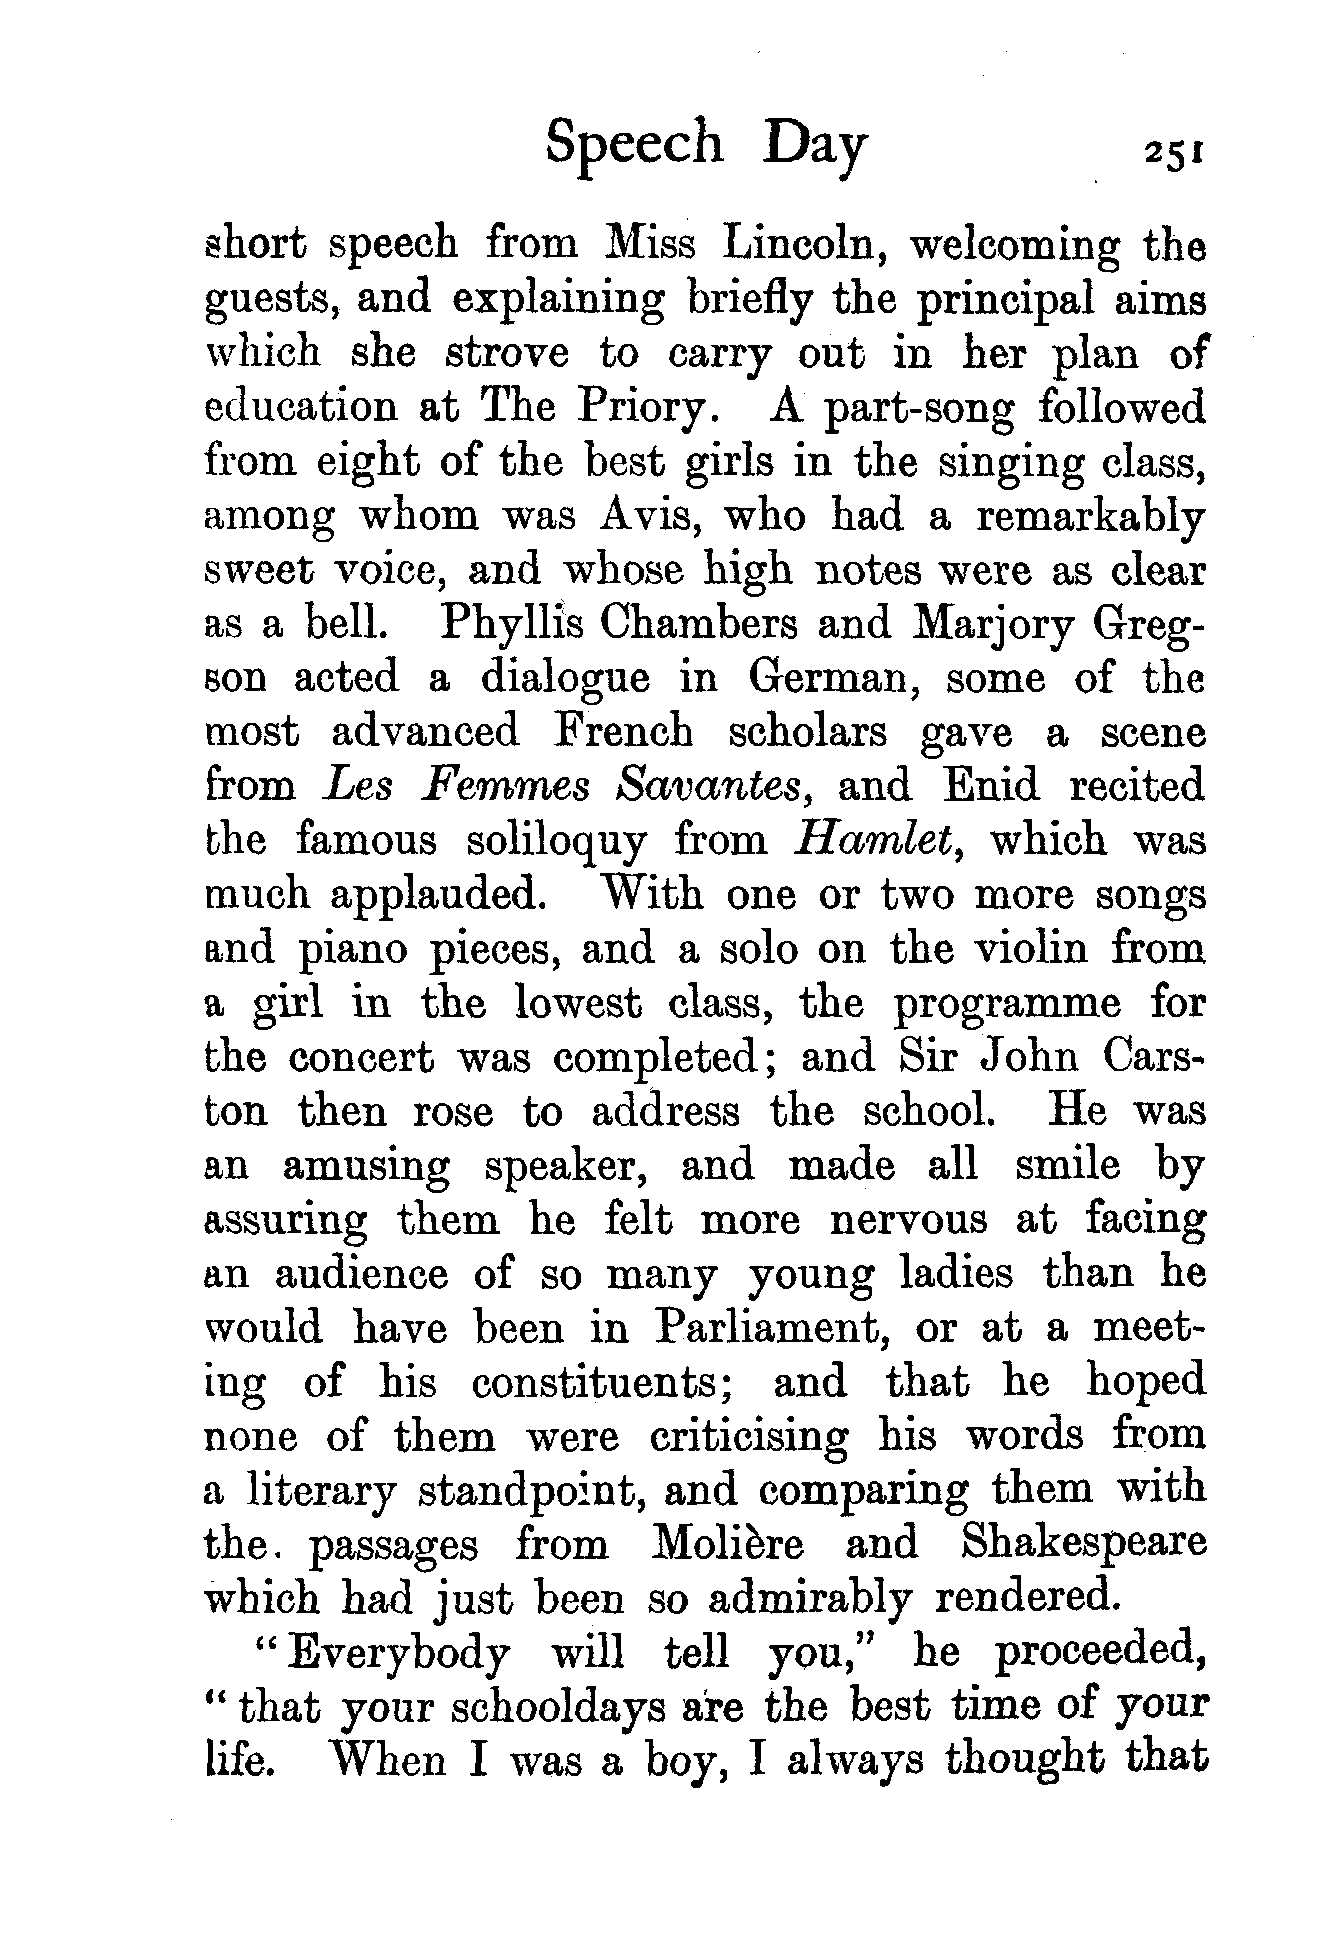 Speech Day 251
short speech from Miss Lincoln, welcoming the
guests, and explaining briefly the principal aims
which she strove to carry out in her plan of
education at The Priory. A part-song followed
from eight of the best girls in the singing class,
among whom was Avis, who had a remarkably
sweet voice, and whose high notes were as clear
as a bell. Phyllis Chambers and Marjory Greg-
son acted a dialogue in German, some of the
most advanced French scholars gave a scene
from Les Femmes Savantes, and Enid recited
the famous soliloquy from Hamlet, which was
much applauded. With one or two more songs
and piano pieces, and a solo on the violin from
a girl in the lowest class, the programme for
the concert was completed; and Sir John Cars-
ton then rose to address the school. He was
an amusing speaker, and made all smile by
assuring them he felt more nervous at facing
an audience of so many young ladies than he
would have been in Parliament, or at a meet-
ing of his constituents; and that he hoped
none of them were criticising his words from
a literary standpoint, and comparing them with
the. passages from Molière and Shakespeare
which had just been so admirably rendered.
“Everybody will tell you,” he proceeded,
“that your schooldays are the best time of your
life. When I was a boy, I always thought that